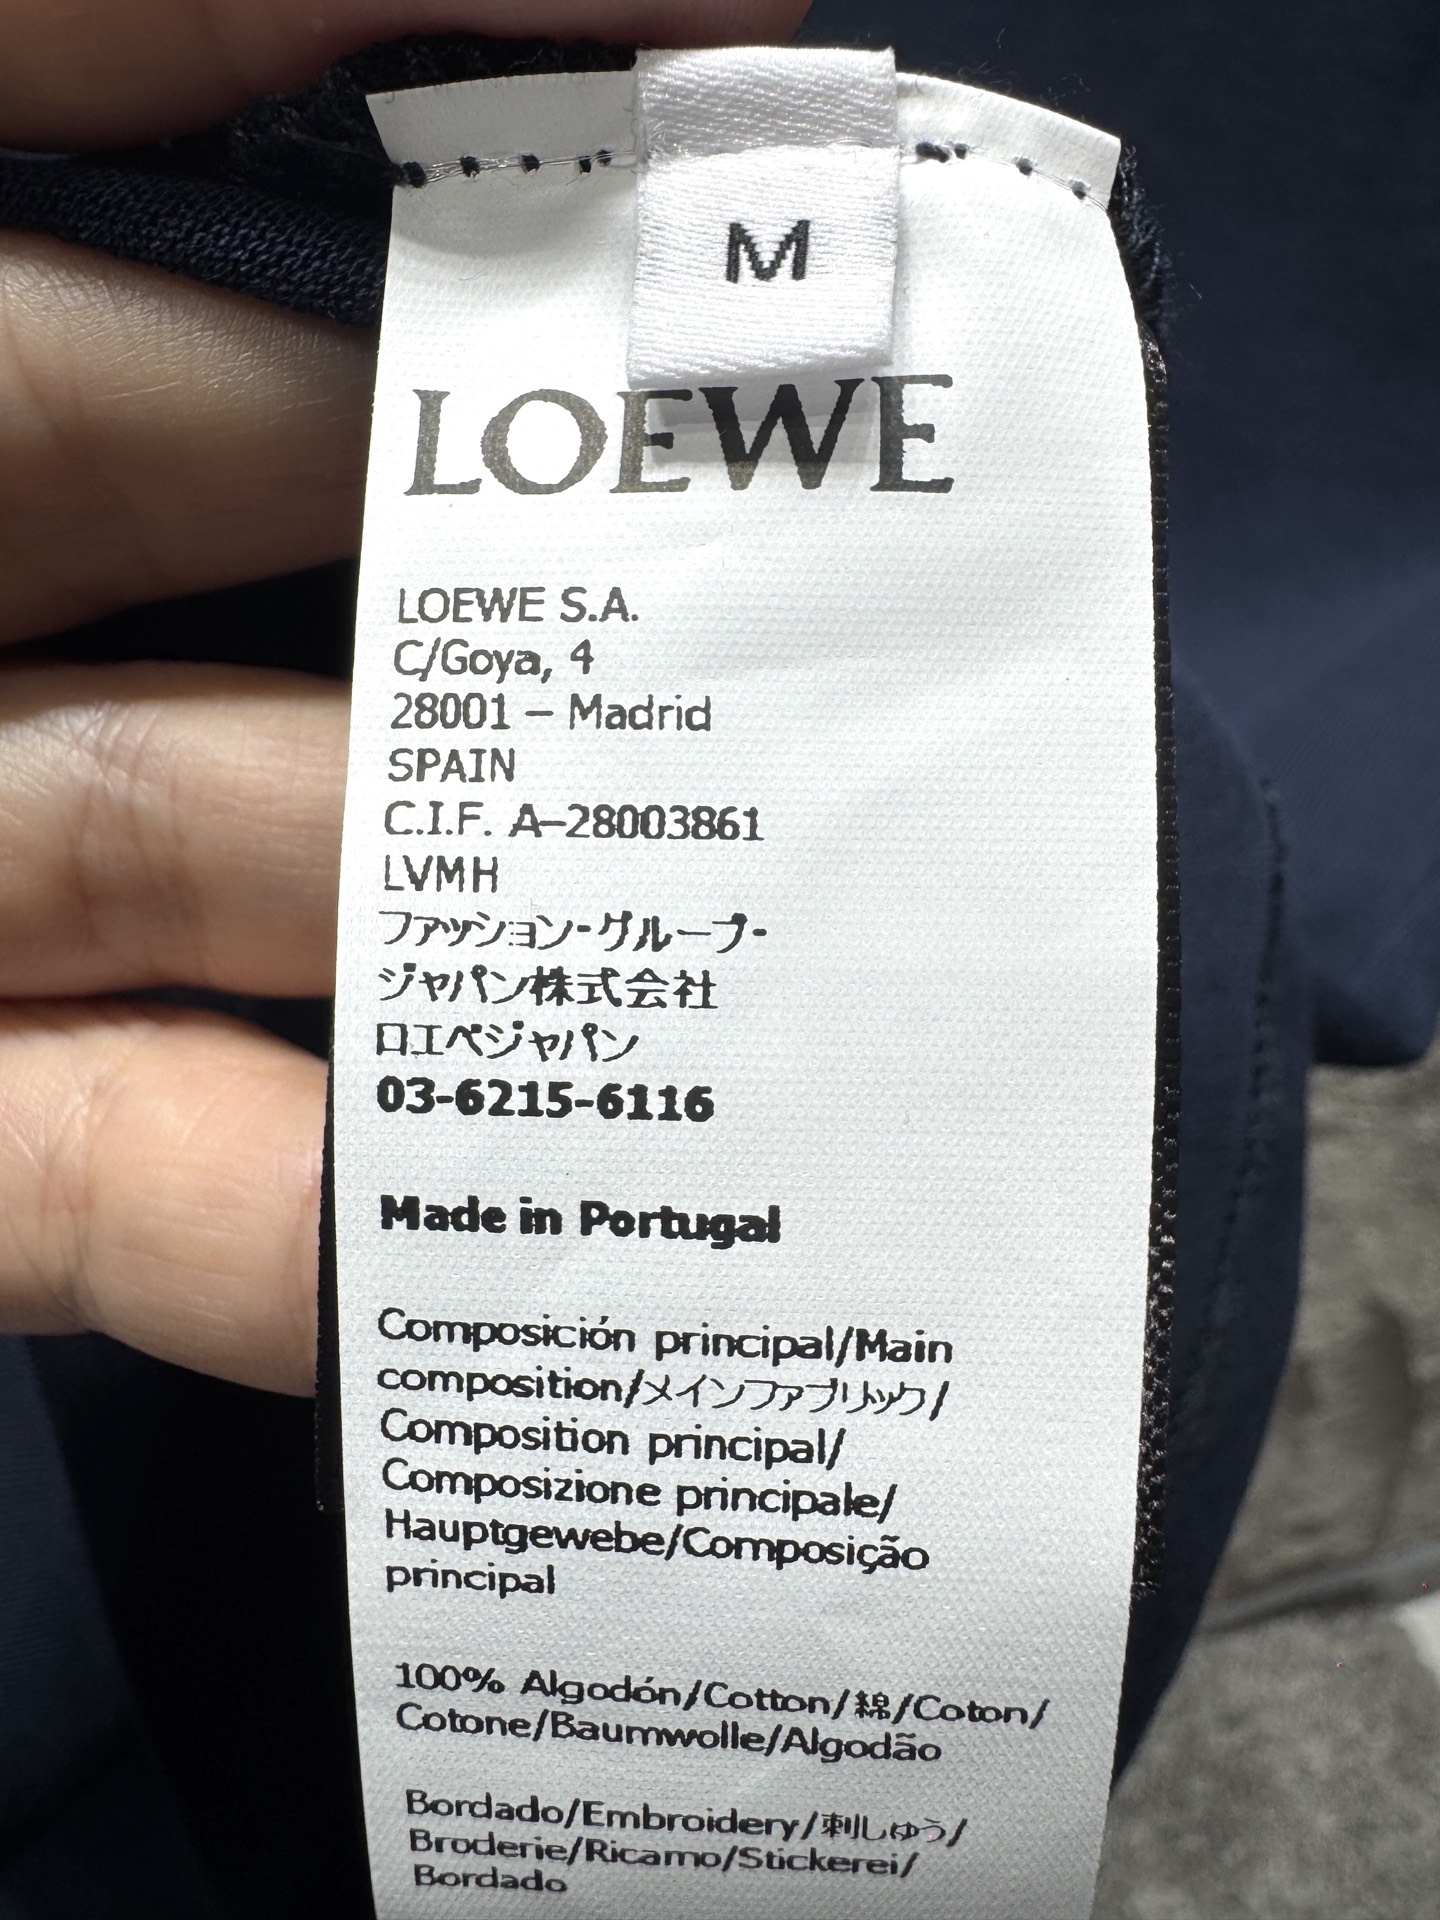 M
LOEWE
LOEWE S.A.
C/Goya, 4
28001 – Madrid
SPAIN
C.I.F. A–28003861
LVMH
ファッション・グループ・
ジャパン株式会社
ロエベジャパン
03-6215-6116
Made in Portugal
Composición principal/Main
composition/メインファブリック/
Composition principal/
Composizione principale/
Hauptgewebe/Composição
principal
100% Algodón/Cotton/綿/Coton/
Cotone/Baumwolle/Algodão
Bordado/Embroidery/刺しゅう/
Broderie/Ricamo/Stickerei/
Bordado